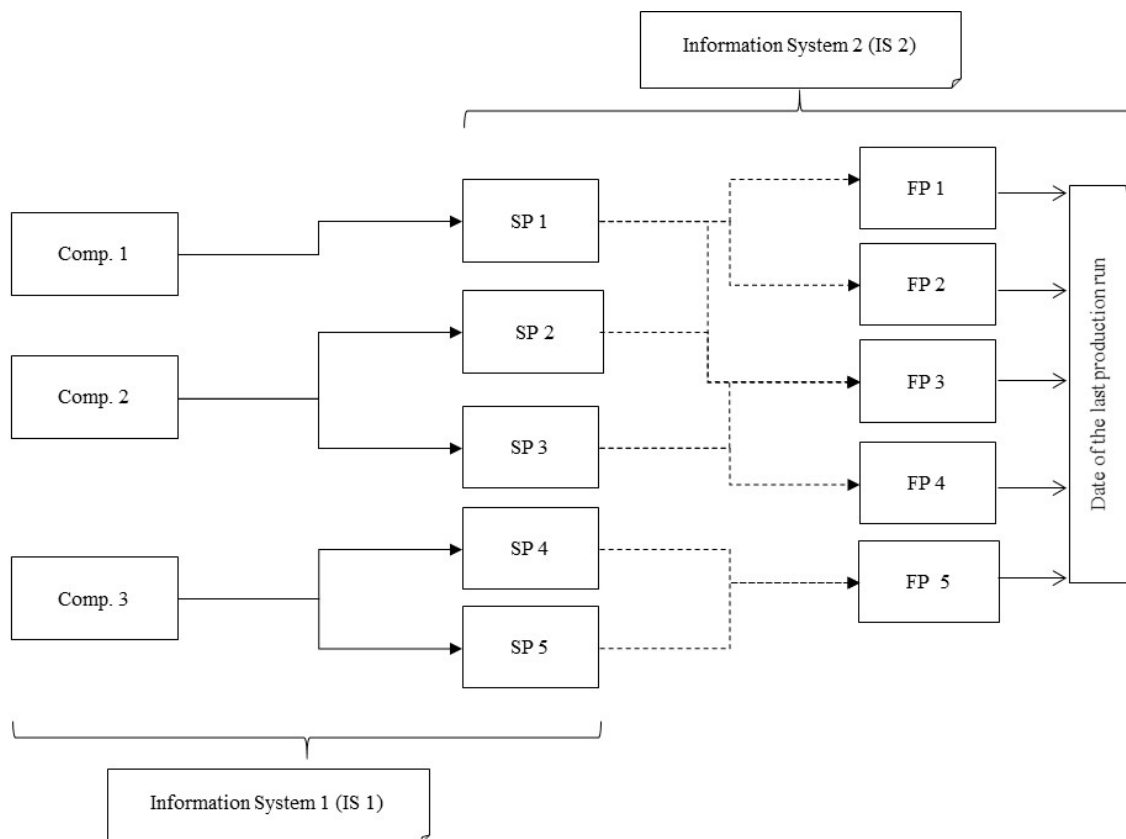 Information System 2 (IS 2)
FP 1
SP 1
Comp. 1
FP 2
SP 2
FP 3
Comp. 2
SP 3
FP 4
SP 4
FP 5
Comp. 3
SP 5
Date of the last production run
Information System 1 (IS 1)